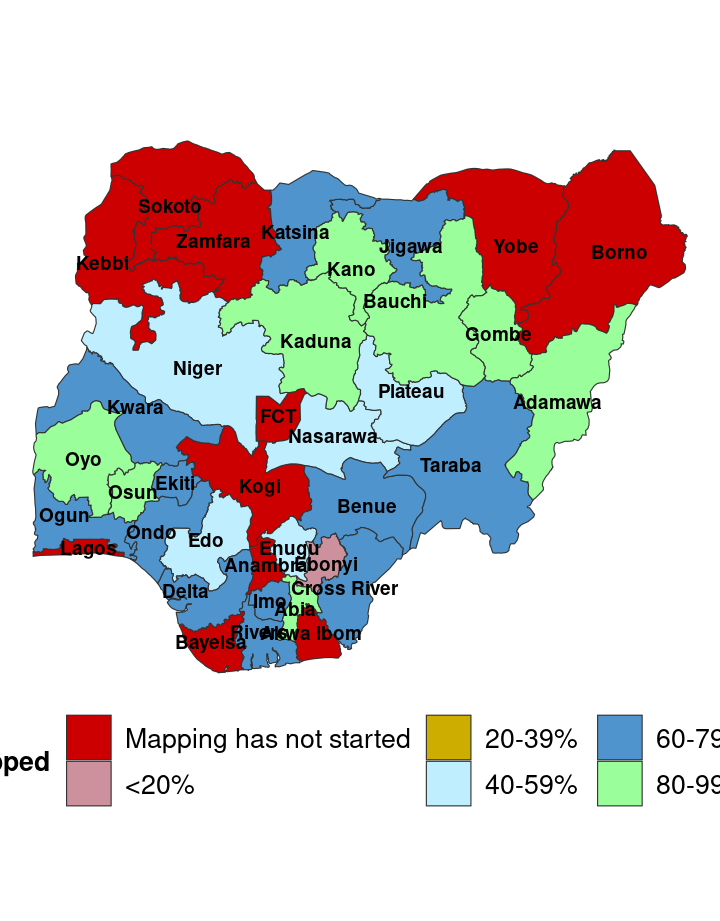 Sokoto
Katsina
Zamfara
Jigawa
Yobe
Borno
Kebbi
Kano
Bauchi
Gombe
Kaduna
Niger
Plateau
Adamawa
Kwara
FCT
Nasarawa
Oyo
Taraba
Ekiti
Kogi
Osun
Benue
Ogun
Ondo
Edo
Lagos
Enugu
Anambra
Ebonyi
Cross River
Delta
Imo
Abia
Rivers
Akwa Ibom
Bayelsa
pped
Mapping has not started
20-39%
60-79
<20%
40-59%
80-99